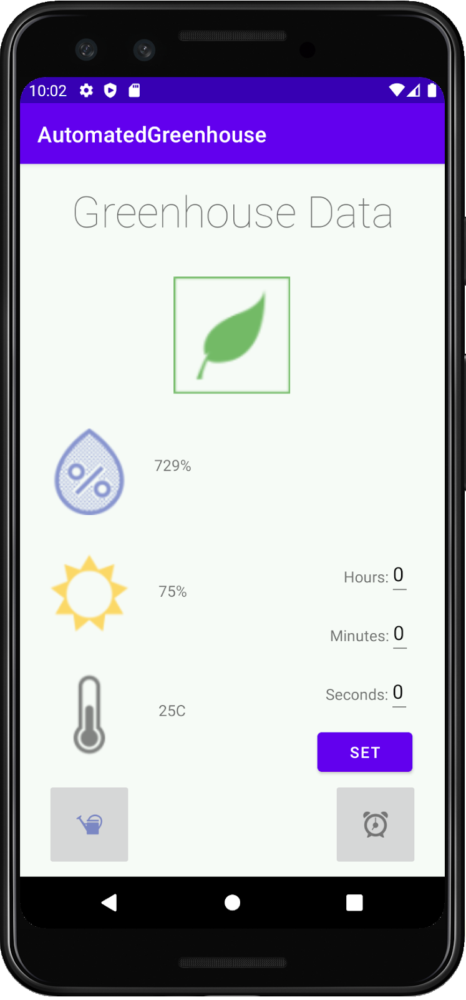 10:02
AutomatedGreenhouse
Greenhouse Data
729%
75%
Hours: 0
Minutes: 0
25C
Seconds: 0
SET